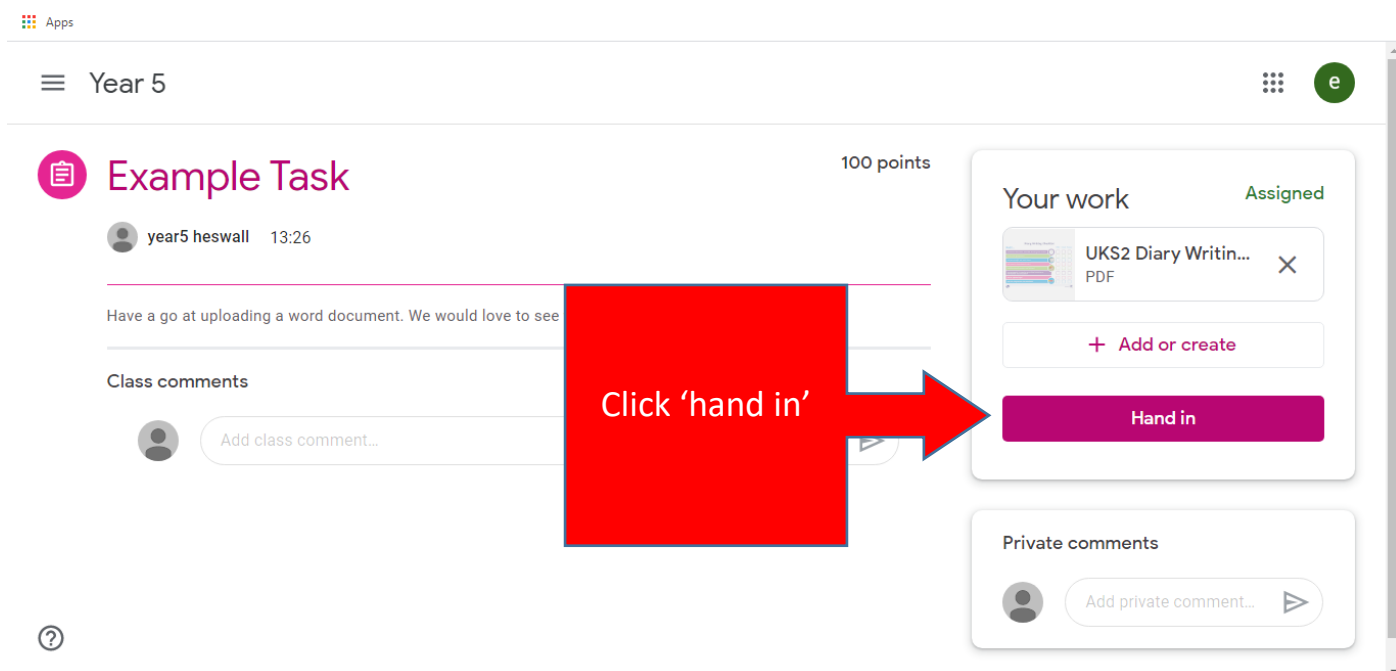 Apps
Year 5
e
Example Task
100 points
year5 heswall 13:26
Have a go at uploading a word document. We would love to see
Class comments
Add class comment...
Click ‘hand in’
Your work
Assigned
UKS2 Diary Writin...
PDF
+ Add or create
Hand in
Private comments
Add private comment...